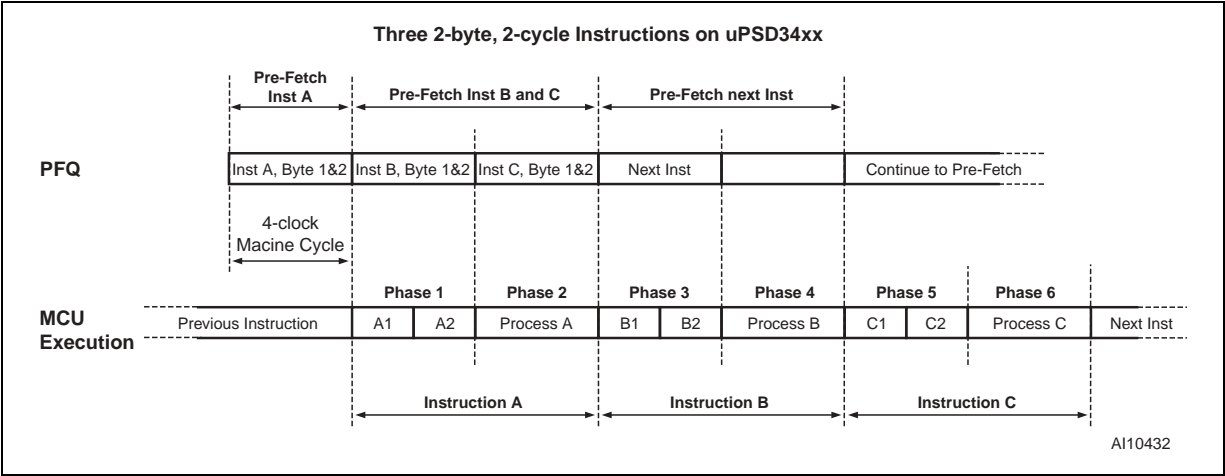 Three 2-byte, 2-cycle Instructions on uPSD34xx
Pre-Fetch
Inst A
Pre-Fetch Inst B and C
Pre-Fetch next Inst
PFQ
Inst A, Byte 1&2
Inst B, Byte 1&2
Inst C, Byte 1&2
Next Inst
Continue to Pre-Fetch
4-clock
Macine Cycle
Phase 1
Phase 2
Phase 3
Phase 4
Phase 5
Phase 6
MCU
Execution
Previous Instruction
A1
A2
Process A
B1
B2
Process B
C1
C2
Process C
Next Inst
Instruction A
Instruction B
Instruction C
AI10432